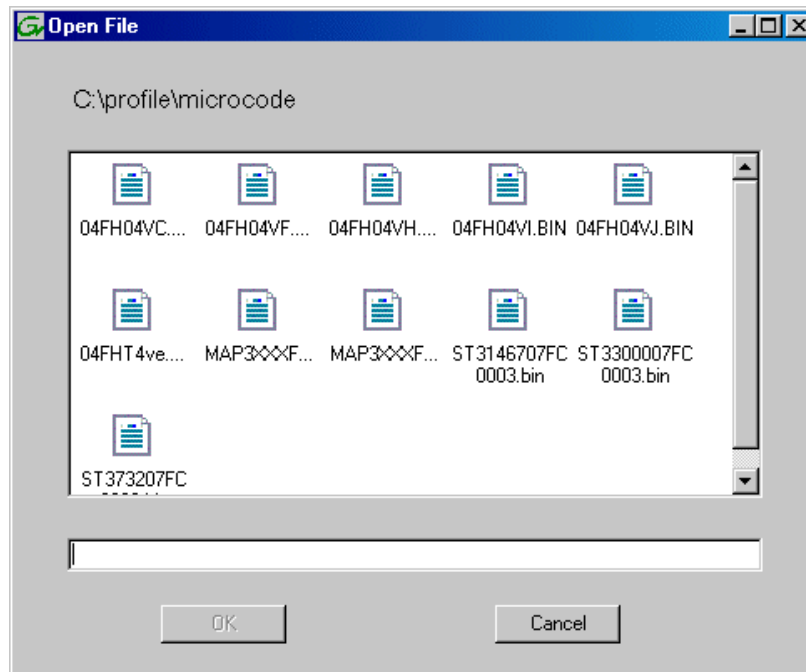 Open File
C:\profile\microcode
04FH04VC.... 04FH04VF.... 04FH04VH.... 04FH04VI.BIN 04FH04VJ.BIN
04FHT4ve.... MAP3XXXF... MAP3XXXF... ST3146707FC ST3300007FC
0003.bin 0003.bin
ST373207FC
OK Cancel